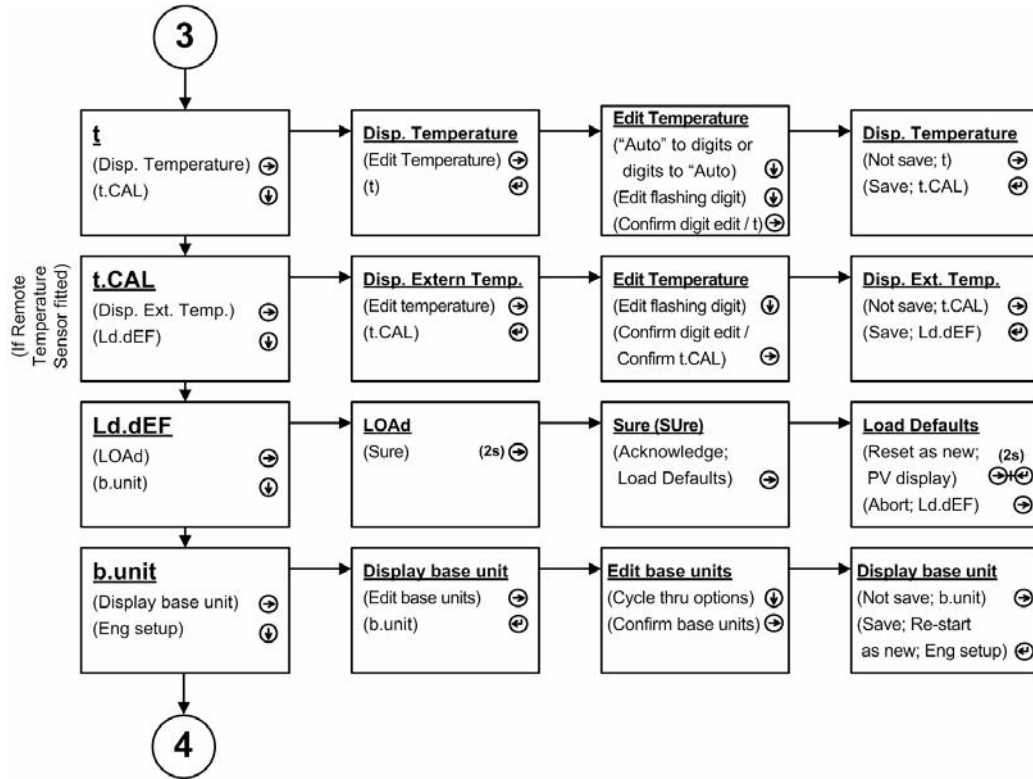 3
t
(Disp. Temperature) →
(t.CAL) ↓
Disp. Temperature
(Edit Temperature) →
(t) ↵
Edit Temperature
("Auto" to digits or
digits to "Auto) ↓
(Edit flashing digit) ↓
(Confirm digit edit / t) →
Disp. Temperature
(Not save; t) →
(Save; t.CAL) ↵
(If Remote
Temperature
Sensor fitted)
t.CAL
(Disp. Ext. Temp.) →
(Ld.dEF) ↓
Disp. Extern Temp.
(Edit temperature) →
(t.CAL) ↵
Edit Temperature
(Edit flashing digit) ↓
(Confirm digit edit /
Confirm t.CAL) →
Disp. Ext. Temp.
(Not save; t.CAL) →
(Save; Ld.dEF) ↵
Ld.dEF
(LOAd) →
(b.unit) ↓
LOAd
(Sure) (2s) →
Sure (SUre)
(Acknowledge;
Load Defaults) →
Load Defaults
(Reset as new; (2s)
PV display) →+↵
(Abort; Ld.dEF) →
b.unit
(Display base unit) →
(Eng setup) ↓
Display base unit
(Edit base units) →
(b.unit) ↵
Edit base units
(Cycle thru options) ↓
(Confirm base units) →
Display base unit
(Not save; b.unit) →
(Save; Re-start
as new; Eng setup) ↵
4